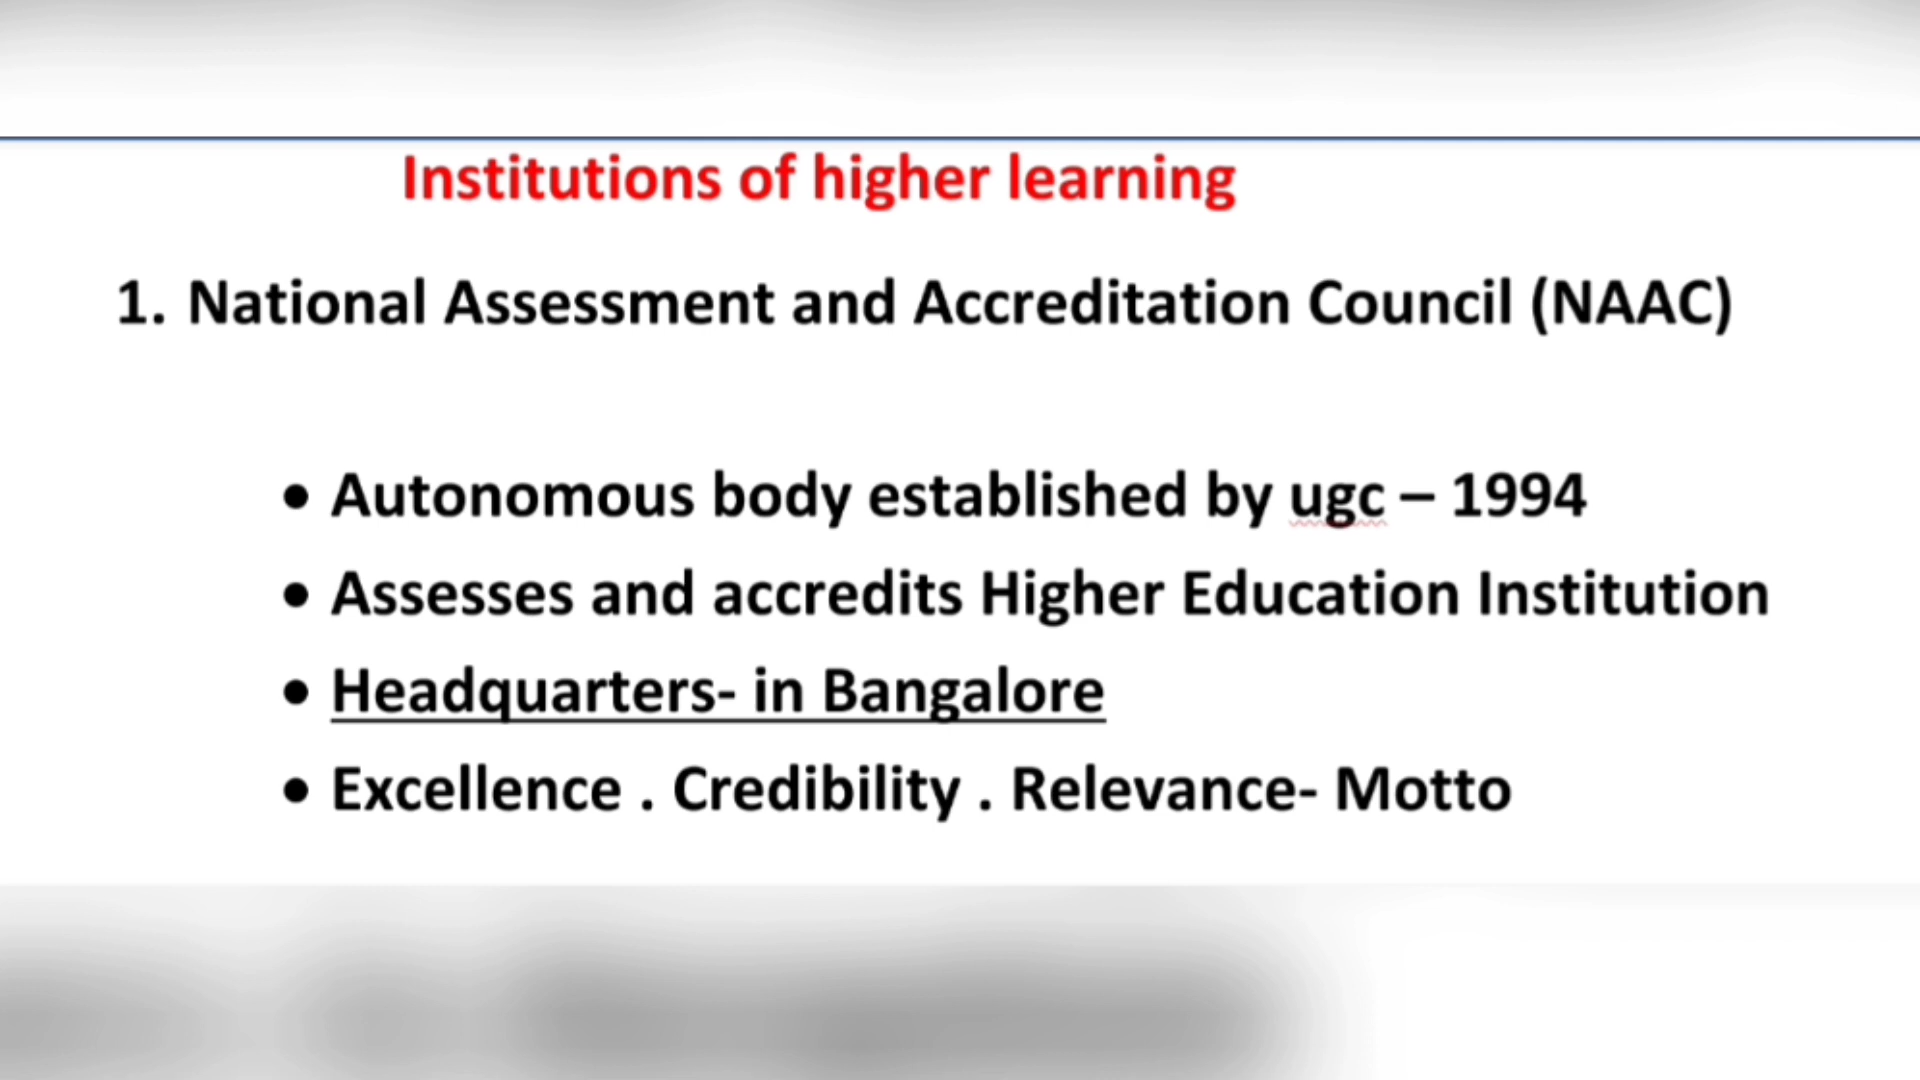 Institutions of higher learning
1. National Assessment and Accreditation Council (NAAC)
• Autonomous body established by ugc – 1994
• Assesses and accredits Higher Education Institution
• Headquarters- in Bangalore
• Excellence . Credibility . Relevance- Motto